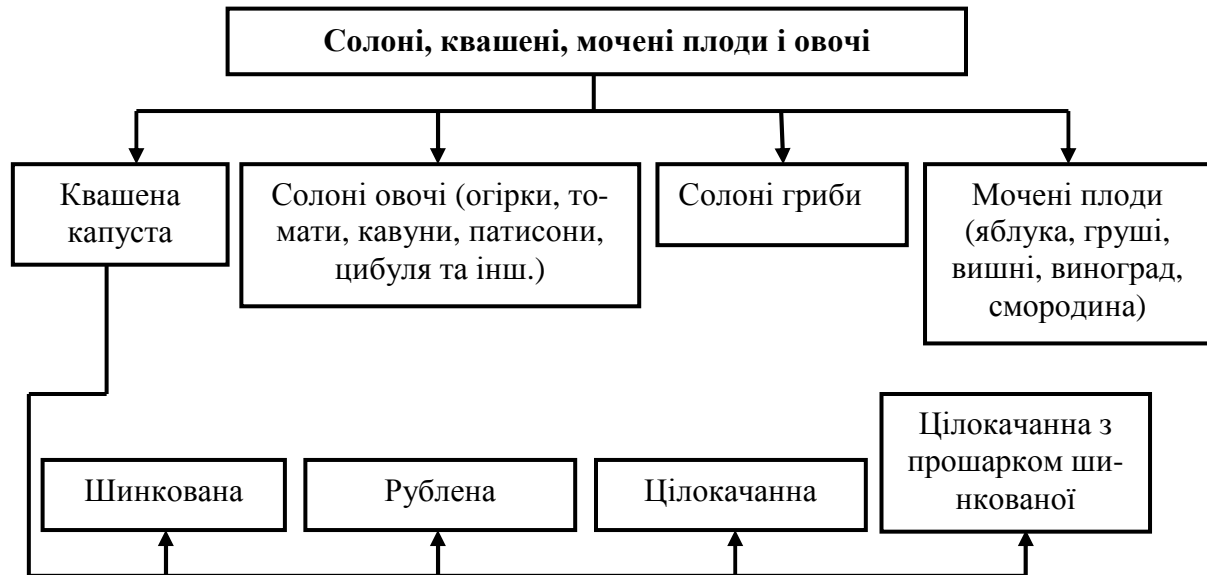 Солоні, квашені, мочені плоди і овочі
Квашена
капуста
Солоні овочі (огірки, то-
мати, кавуни, патисони,
цибуля та інш.)
Солоні гриби
Мочені плоди
(яблука, груші,
вишні, виноград,
смородина)
Шинкована
Рублена
Цілокачанна
Цілокачанна з
прошарком ши-
нкованої